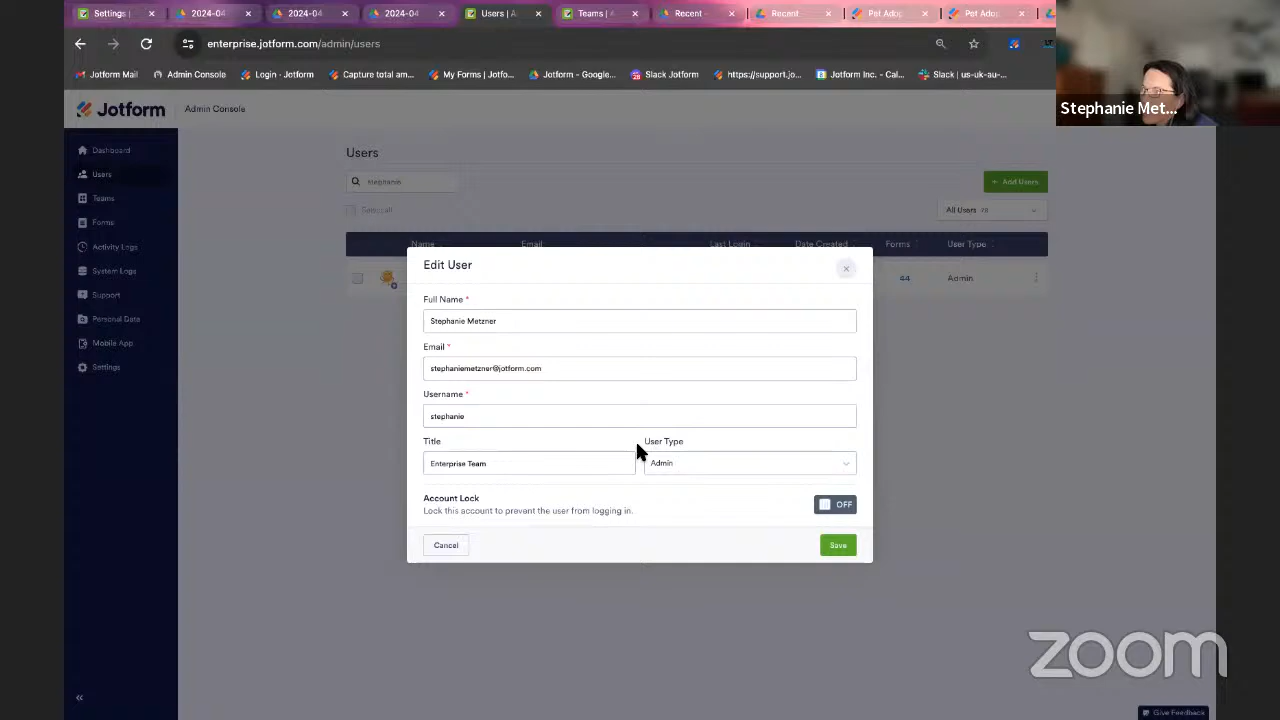 Settings |
2024-04
2024-04
2024-04
Users | A
Teams | A
Recent
Recent
Pet Adop
Pet Adop
enterprise.jotform.com/admin/users
Jotform Mail
Admin Console
Login · Jotform
Capture total am...
My Forms | Jotfo...
Jotform - Google...
Slack Jotform
https://support.jo...
Jotform Inc. - Cal...
Slack | us-uk-au-...
Stephanie Met...
Jotform
Admin Console
Dashboard
Users
Teams
Forms
Activity Logs
System Logs
Support
Personal Data
Mobile App
Settings
Users
stephanie
+ Add Users
Select all
All Users 78
Name
Email
Last Login
Date Created
Forms
User Type
44
Admin
Edit User
Full Name *
Stephanie Metzner
Email *
stephaniemetzner@jotform.com
Username *
stephanie
Title
User Type
Enterprise Team
Admin
Account Lock
Lock this account to prevent the user from logging in.
OFF
Cancel
Save
zoom
Give Feedback